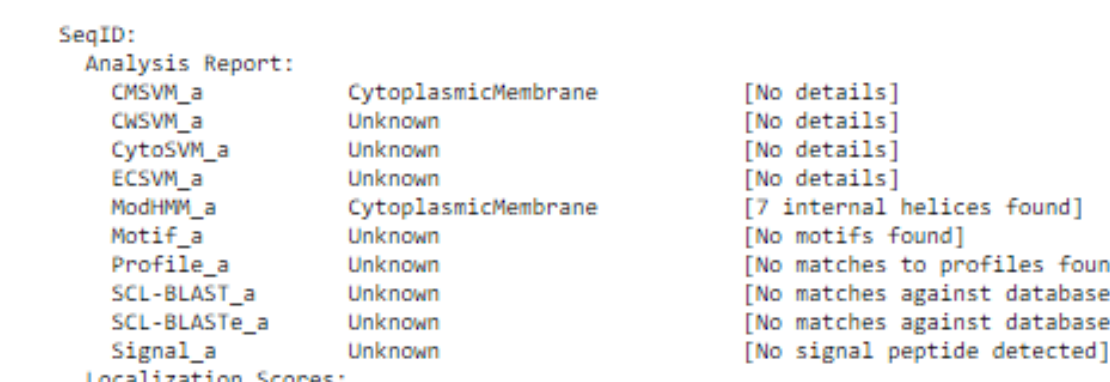 SeqID:
Analysis Report:
CMSVM_a CytoplasmicMembrane [No details]
CWSVM_a Unknown [No details]
CytoSVM_a Unknown [No details]
ECSVM_a Unknown [No details]
ModHMM_a CytoplasmicMembrane [7 internal helices found]
Motif_a Unknown [No motifs found]
Profile_a Unknown [No matches to profiles foun
SCL-BLAST_a Unknown [No matches against database
SCL-BLASTe_a Unknown [No matches against database
Signal_a Unknown [No signal peptide detected]
Localization Scores: